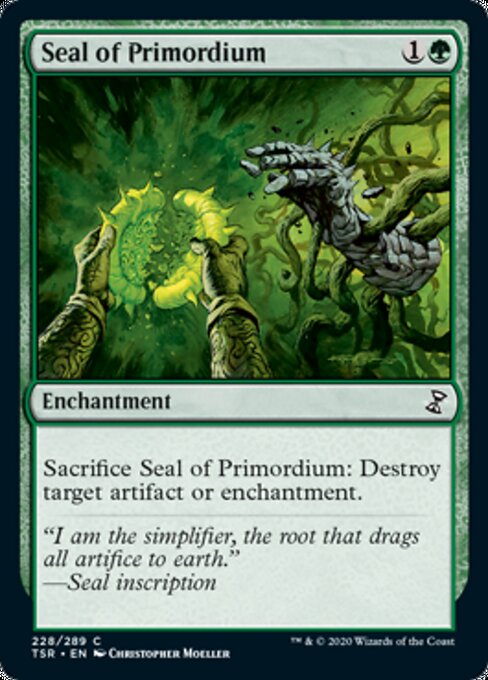 Seal of Primordium 1
Enchantment
Sacrifice Seal of Primordium: Destroy
target artifact or enchantment.
“I am the simplifier, the root that drags
all artifice to earth.”
—Seal inscription
228/289 C
TSR • EN Christopher Moeller
™ & © 2020 Wizards of the Coast